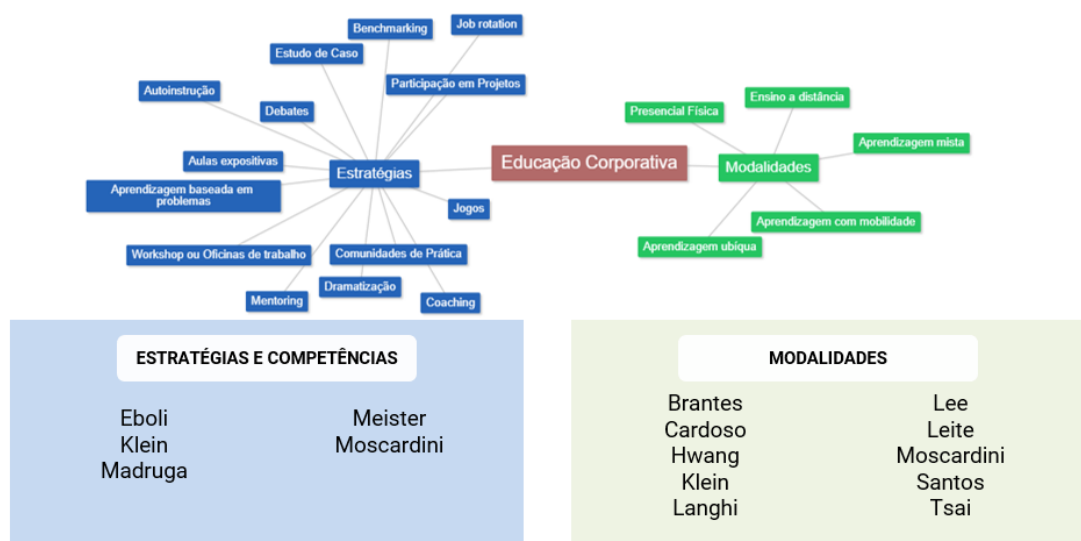 Benchmarking
Job rotation
Estudo de Caso
Participação em Projetos
Autoinstrução
Debates
Aulas expositivas
Aprendizagem baseada em
problemas
Estratégias
Jogos
Workshop ou Oficinas de trabalho
Comunidades de Prática
Dramatização
Mentoring
Coaching
Educação Corporativa
Ensino a distância
Presencial Física
Aprendizagem mista
Modalidades
Aprendizagem com mobilidade
Aprendizagem ubíqua
ESTRATÉGIAS E COMPETÊNCIAS
Eboli
Klein
Madruga
Meister
Moscardini
MODALIDADES
Brantes
Cardoso
Hwang
Klein
Langhi
Lee
Leite
Moscardini
Santos
Tsai